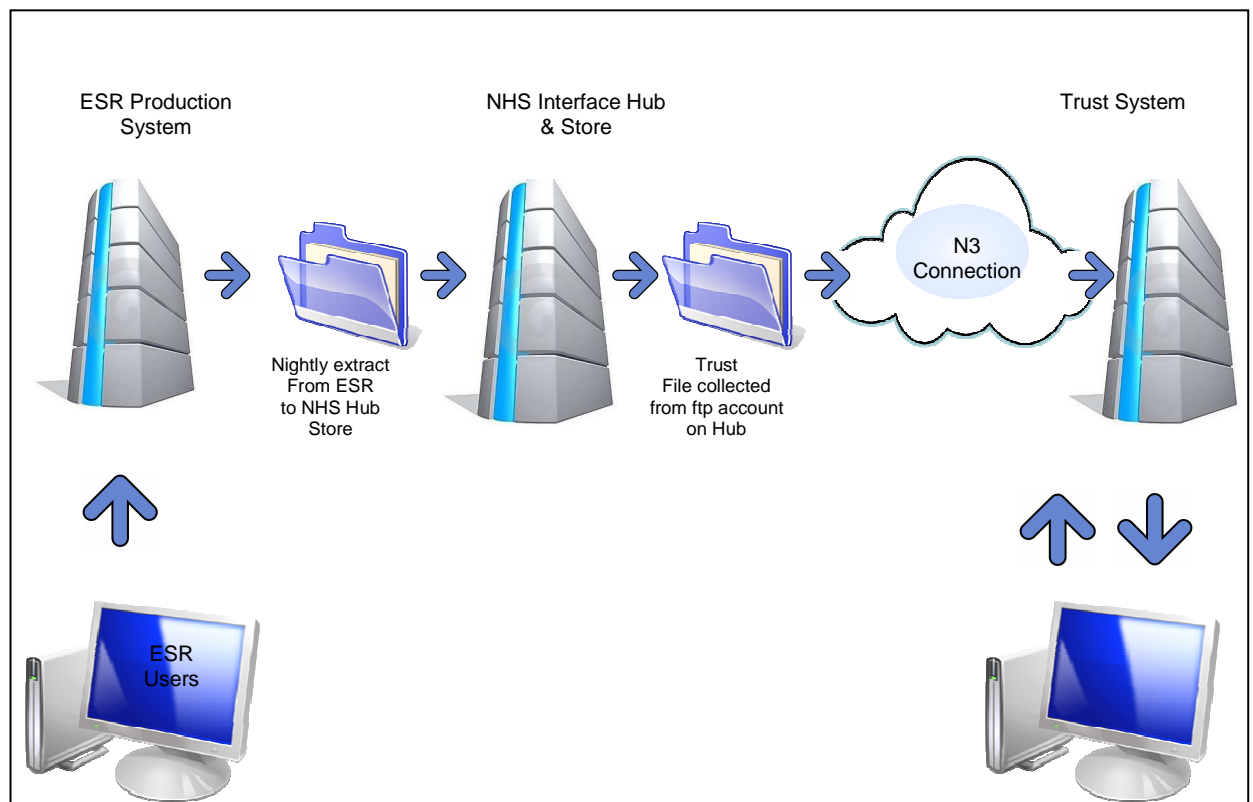 ESR Production
System
NHS Interface Hub
& Store
Trust System
N3
Connection
Nightly extract
From ESR
to NHS Hub
Store
Trust
File collected
from ftp account
on Hub
ESR
Users